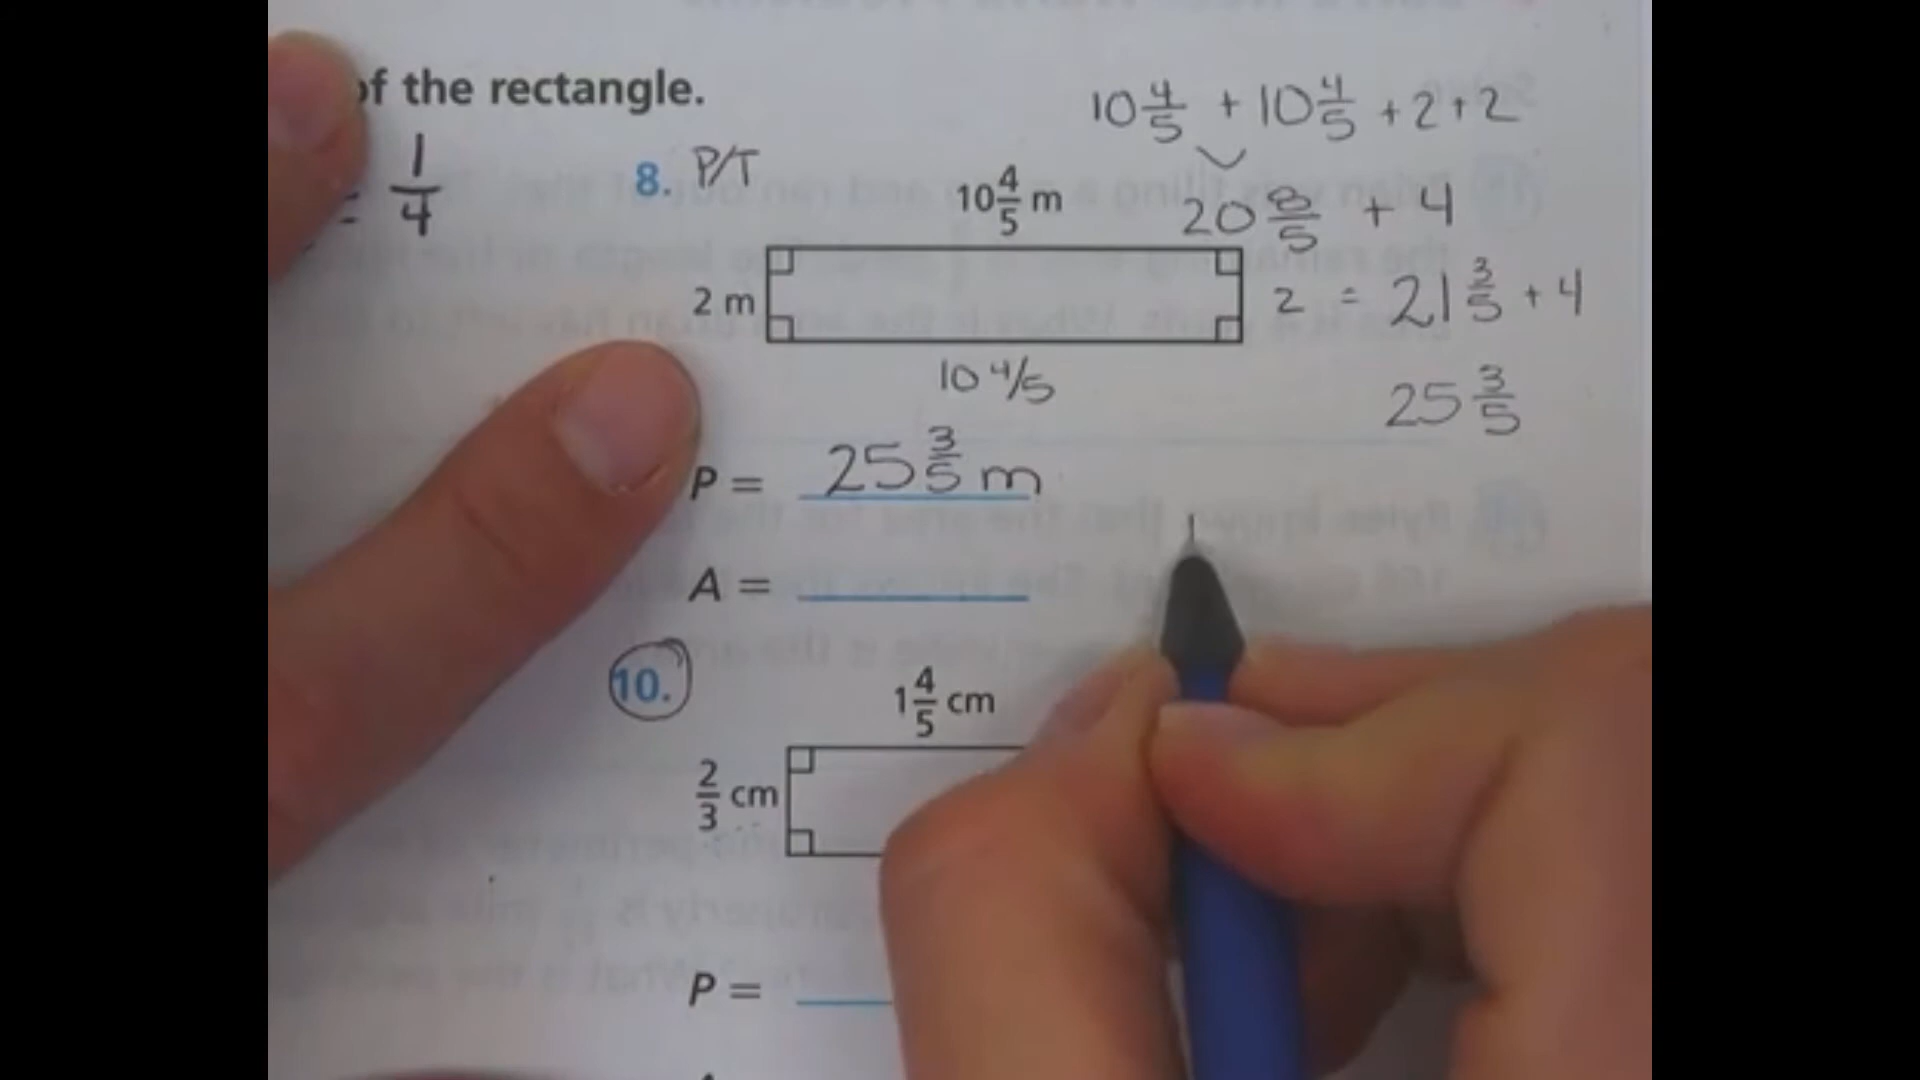 of the rectangle.
= 1/4
8. P/T
10 4/5 + 10 4/5 + 2 + 2
10 4/5 m
20 8/5 + 4
2 m
2 = 21 3/5 + 4
10 4/5
25 3/5
P = 25 3/5 m
A =
10.
1 4/5 cm
2/3 cm
P =